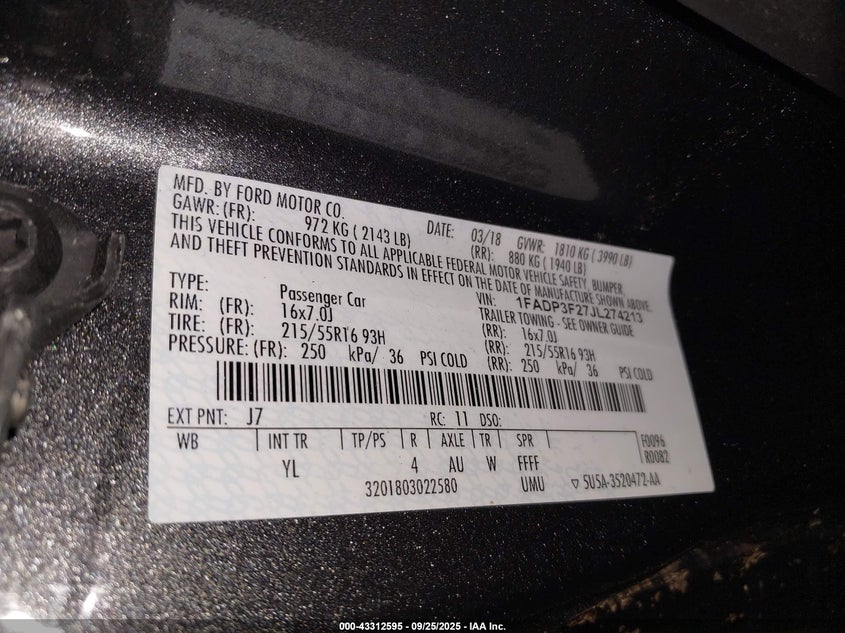 MFD. BY FORD MOTOR CO.
DATE: 03/18 GVWR: 1810 KG ( 3990 LB)
GAWR: (FR): 972 KG ( 2143 LB) (RR): 880 KG ( 1940 LB)
THIS VEHICLE CONFORMS TO ALL APPLICABLE FEDERAL MOTOR VEHICLE SAFETY, BUMPER,
AND THEFT PREVENTION STANDARDS IN EFFECT ON THE DATE OF MANUFACTURE SHOWN ABOVE.
VIN: 1FADP3F27JL274213
TYPE: Passenger Car TRAILER TOWING - SEE OWNER GUIDE
RIM: (FR): 16x7.0J (RR): 16x7.0J
TIRE: (FR): 215/55R16 93H (RR): 215/55R16 93H
PRESSURE: (FR): 250 kPa/ 36 PSI COLD (RR): 250 kPa/ 36 PSI COLD
EXT PNT: J7 RC: 11 DSO:
WB INT TR TP/PS R AXLE TR SPR F0096
YL 4 AU W FFFF R0082
3201803022580 UMU ▽ 5U5A-3520472-AA
000-43312595 - 09/25/2025 - IAA Inc.